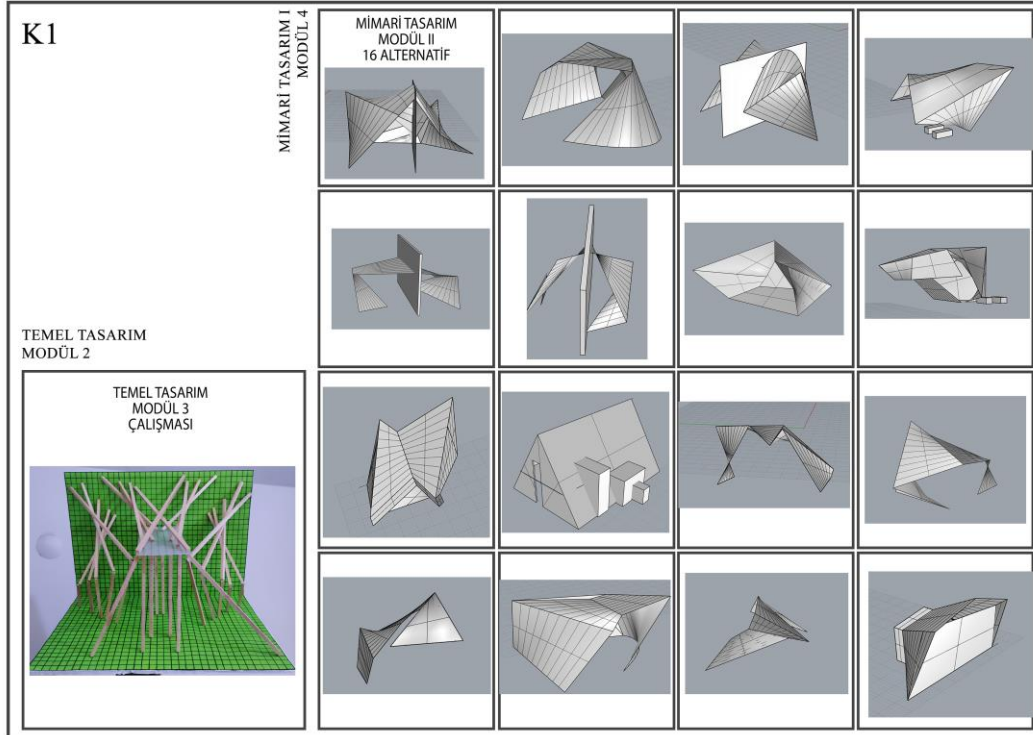 K1
MİMARİ TASARIM I
MODÜL 4
MİMARİ TASARIM
MODÜL II
16 ALTERNATİF
TEMEL TASARIM
MODÜL 2
TEMEL TASARIM
MODÜL 3
ÇALIŞMASI